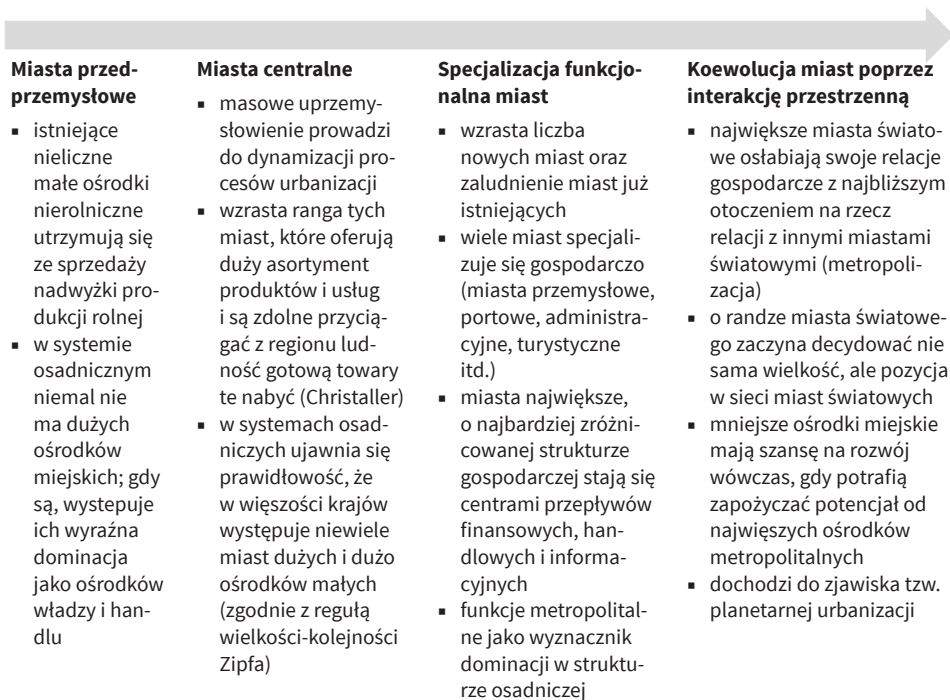 Miasta przed-
przemysłowe
▪ istniejące
nieliczne
małe ośrodki
nierolniczne
utrzymują się
ze sprzedaży
nadwyżki pro-
dukcji rolnej
▪ w systemie
osadnicznym
niemal nie
ma dużych
ośrodków
miejskich; gdy
są, wystepuje
ich wyraźna
dominacja
jako ośrodków
władzy i han-
dlu
Miasta centralne
▪ masowe uprzemy-
słowienie prowadzi
do dynamizacji pro-
cesów urbanizacji
▪ wzrasta ranga tych
miast, które oferują
duży asortyment
produktów i usług
i są zdolne przycią-
gać z regionu lud-
ność gotową towary
te nabyć (Christaller)
▪ w systemach osad-
niczych ujawnia się
prawidłowość, że
w więszości krajów
występuje niewiele
miast dużych i dużo
ośrodków małych
(zgodnie z regułą
wielkości-kolejności
Zipfa)
Specjalizacja funkcjo-
nalna miast
▪ wzrasta liczba
nowych miast oraz
zaludnienie miast już
istniejących
▪ wiele miast specjali-
zuje się gospodarczo
(miasta przemysłowe,
portowe, administra-
cyjne, turystyczne
itd.)
▪ miasta największe,
o najbardziej zróżni-
cowanej strukturze
gospodarczej stają się
centrami przepływów
finansowych, han-
dlowych i informa-
cyjnych
▪ funkcje metropolital-
ne jako wyznacznik
dominacji w struktu-
rze osadniczej
Koewolucja miast poprzez
interakcję przestrzenną
▪ największe miasta świato-
we osłabiają swoje relacje
gospodarcze z najbliższym
otoczeniem na rzecz
relacji z innymi miastami
światowymi (metropoli-
zacja)
▪ o randze miasta światowe-
go zaczyna decydować nie
sama wielkość, ale pozycja
w sieci miast światowych
▪ mniejsze ośrodki miejskie
mają szansę na rozwój
wówczas, gdy potrafią
zapożyczać potencjał od
najwięszych ośrodków
metropolitalnych
▪ dochodzi do zjawiska tzw.
planetarnej urbanizacji